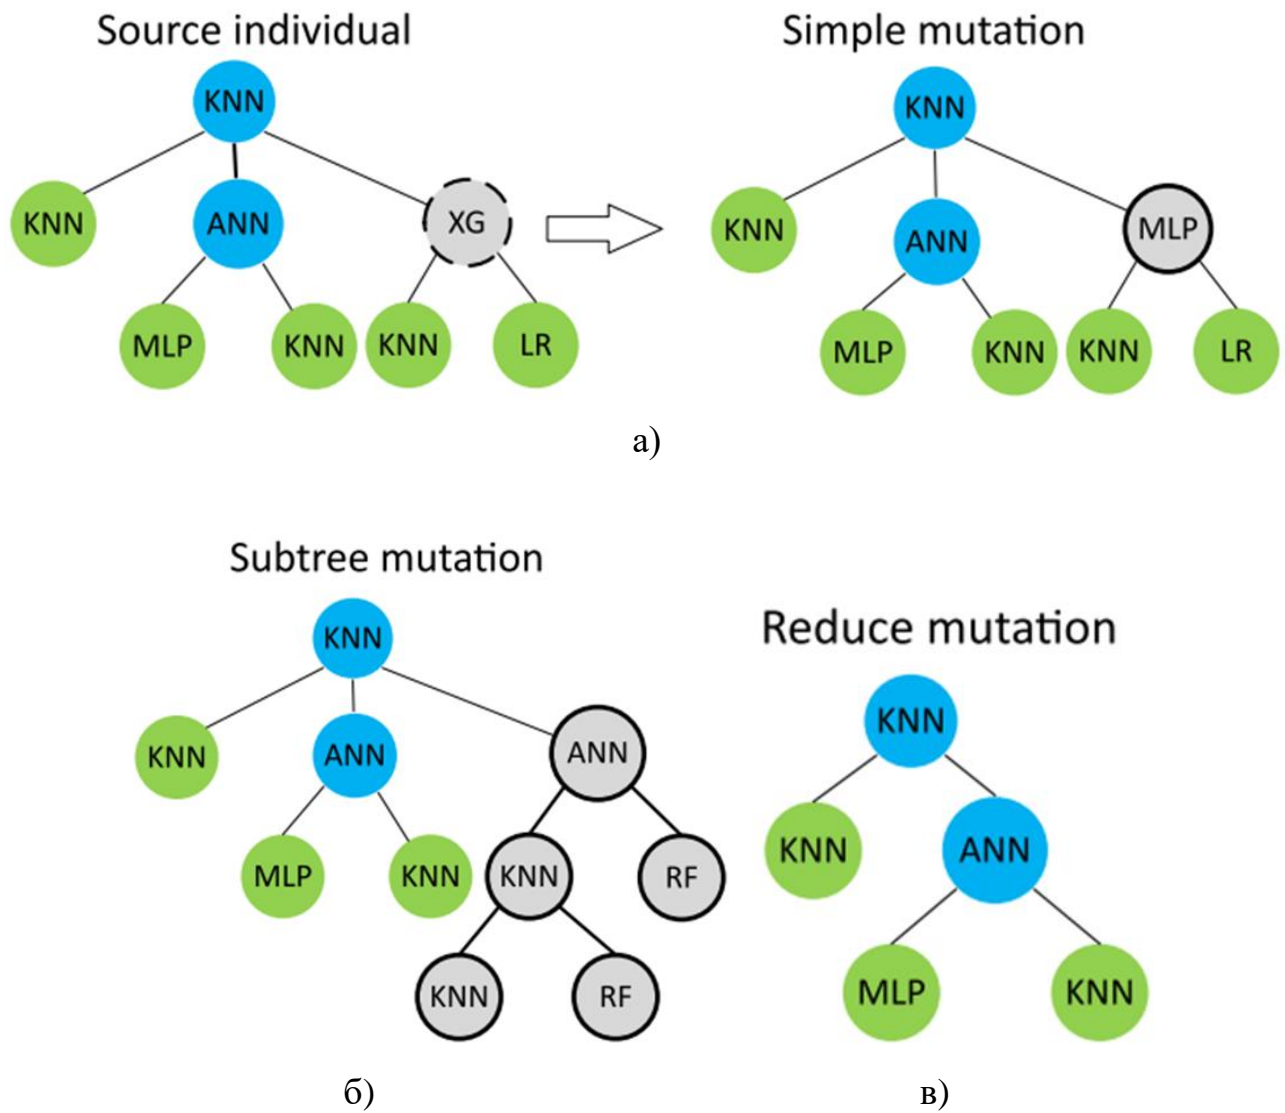 Source individual
Simple mutation
KNN
KNN
KNN
ANN
XG
KNN
ANN
MLP
MLP
KNN
KNN
LR
MLP
KNN
KNN
LR
а)
Subtree mutation
Reduce mutation
KNN
KNN
KNN
ANN
ANN
KNN
ANN
MLP
KNN
KNN
RF
KNN
RF
MLP
KNN
б)
в)